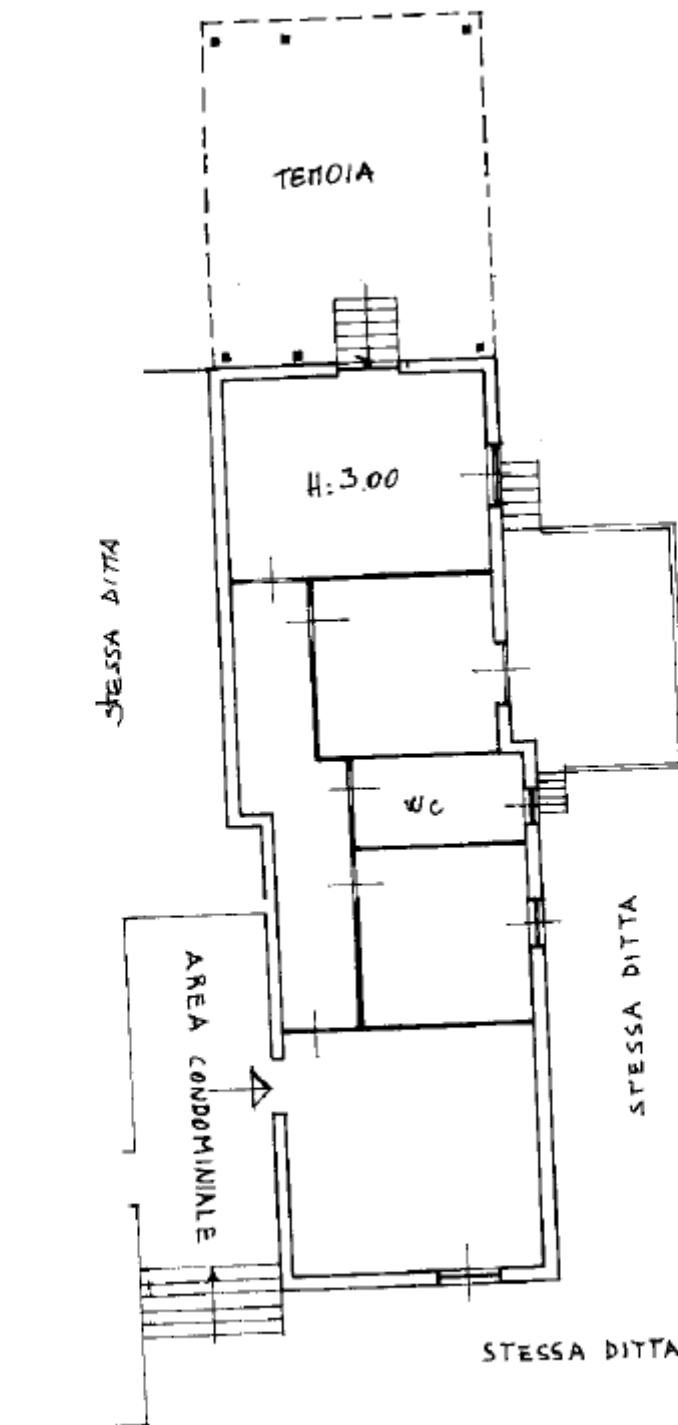 TETTOIA
H: 3.00
STESSA DITTA
WC
AREA CONDOMINIALE
STESSA DITTA
STESSA DITTA